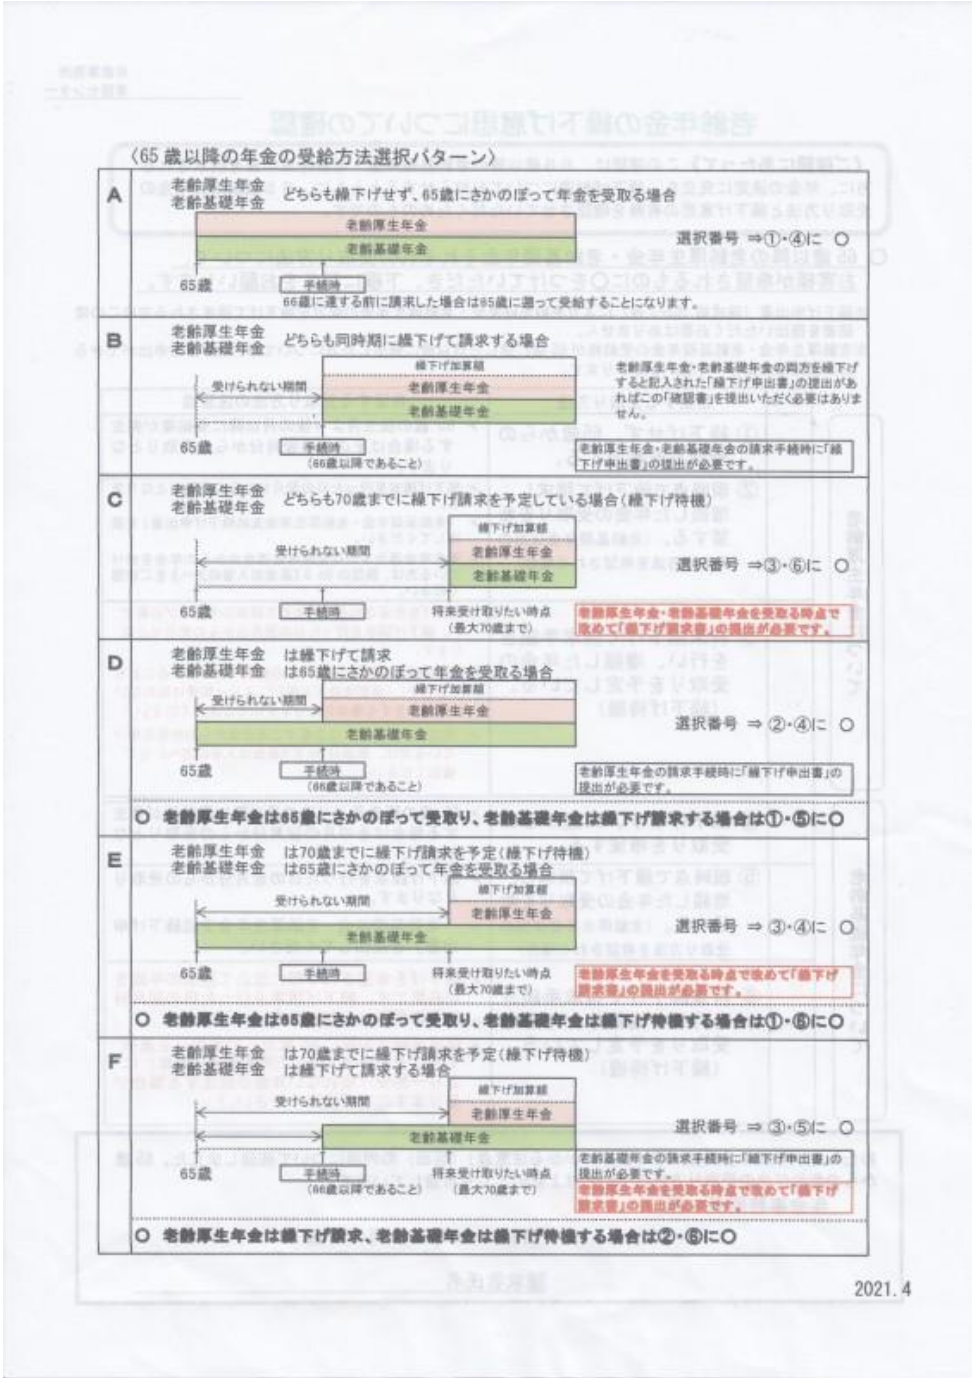 〈65歳以降の年金の受給方法選択パターン〉
A
老齢厚生年金
老齢基礎年金
どちらも繰下げせず、65歳にさかのぼって年金を受取る場合
老齢厚生年金
老齢基礎年金
選択番号 ⇒①・④に ○
65歳
手続時
66歳に達する前に請求した場合は65歳に遡って受給することになります。
B
老齢厚生年金
老齢基礎年金
どちらも同時期に繰下げて請求する場合
繰下げ加算額
受けられない期間
老齢厚生年金
老齢基礎年金
老齢厚生年金・老齢基礎年金の両方を繰下げ
すると記入された「繰下げ申出書」の提出があ
ればこの「確認書」を提出いただく必要はありま
せん。
65歳
手続時
(66歳以降であること)
老齢厚生年金・老齢基礎年金の請求手続時に「繰
下げ申出書」の提出が必要です。
C
老齢厚生年金
老齢基礎年金
どちらも70歳までに繰下げ請求を予定している場合(繰下げ待機)
繰下げ加算額
受けられない期間
老齢厚生年金
老齢基礎年金
選択番号 ⇒③・⑥に ○
65歳
手続時
将来受け取りたい時点
(最大70歳まで)
老齢厚生年金・老齢基礎年金を受取る時点で
改めて「繰下げ請求書」の提出が必要です。
D
老齢厚生年金 は繰下げて請求
老齢基礎年金 は65歳にさかのぼって年金を受取る場合
繰下げ加算額
受けられない期間
老齢厚生年金
老齢基礎年金
選択番号 ⇒②・④に ○
65歳
手続時
(66歳以降であること)
老齢厚生年金の請求手続時に「繰下げ申出書」の
提出が必要です。
○ 老齢厚生年金は65歳にさかのぼって受取り、老齢基礎年金は繰下げ請求する場合は①・⑤に○
E
老齢厚生年金 は70歳までに繰下げ請求を予定(繰下げ待機)
老齢基礎年金 は65歳にさかのぼって年金を受取る場合
繰下げ加算額
受けられない期間
老齢厚生年金
老齢基礎年金
選択番号 ⇒③・④に ○
65歳
手続時
将来受け取りたい時点
(最大70歳まで)
老齢厚生年金を受取る時点で改めて「繰下げ
請求書」の提出が必要です。
○ 老齢厚生年金は65歳にさかのぼって受取り、老齢基礎年金は繰下げ待機する場合は①・⑥に○
F
老齢厚生年金 は70歳までに繰下げ請求を予定(繰下げ待機)
老齢基礎年金 は繰下げて請求する場合
繰下げ加算額
受けられない期間
老齢厚生年金
老齢基礎年金
選択番号 ⇒③・⑤に ○
65歳
手続時
(66歳以降であること)
将来受け取りたい時点
(最大70歳まで)
老齢基礎年金の請求手続時に「繰下げ申出書」の
提出が必要です。
老齢厚生年金を受取る時点で改めて「繰下げ
請求書」の提出が必要です。
○ 老齢厚生年金は繰下げ請求、老齢基礎年金は繰下げ待機する場合は②・⑥に○
2021.4